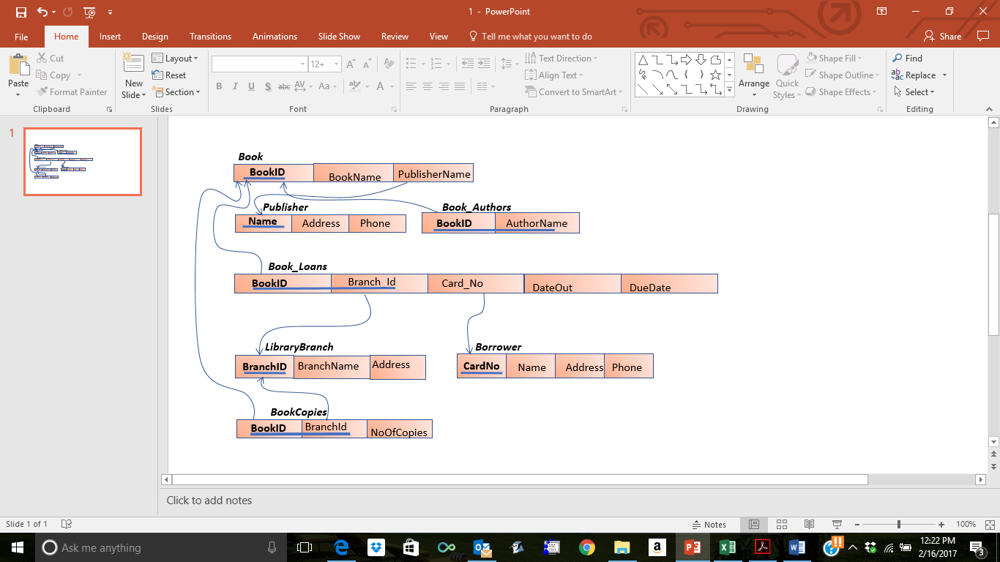 1 - PowerPoint
File Home Insert Design Transitions Animations Slide Show Review View Tell me what you want to do Share
Paste
Cut
Copy
Format Painter
Clipboard
New
Slide
Layout
Reset
Section
Slides
12+
A A
B I U S abc AV Aa A
Font
Text Direction
Align Text
Convert to SmartArt
Paragraph
Arrange
Quick
Styles
Shape Fill
Shape Outline
Shape Effects
Drawing
Find
Replace
Select
Editing
1
Book
BookID BookName PublisherName
Publisher
Name Address Phone
Book_Authors
BookID AuthorName
Book_Loans
BookID Branch_Id Card_No DateOut DueDate
LibraryBranch
BranchID BranchName Address
Borrower
CardNo Name Address Phone
BookCopies
BookID BranchId NoOfCopies
Click to add notes
Slide 1 of 1 Notes 100%
Ask me anything
12:22 PM
2/16/2017
3